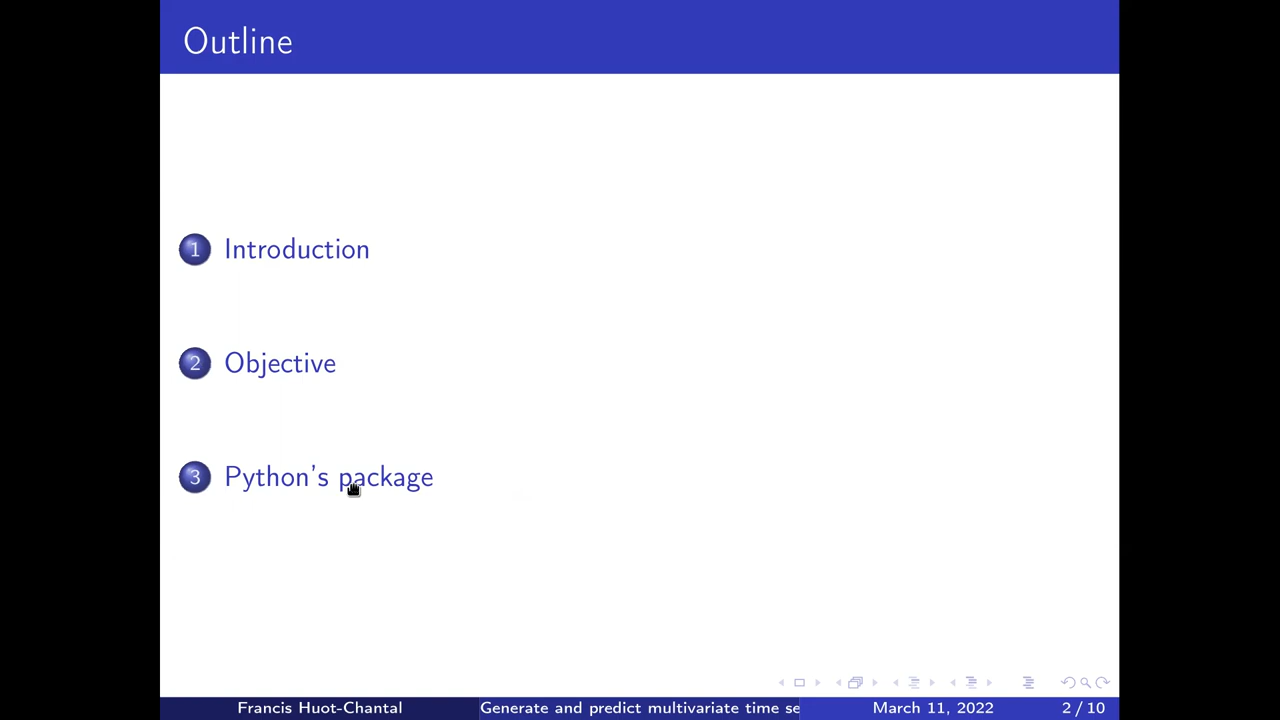 Outline
1 Introduction
2 Objective
3 Python's package
Francis Huot-Chantal Generate and predict multivariate time se March 11, 2022 2 / 10